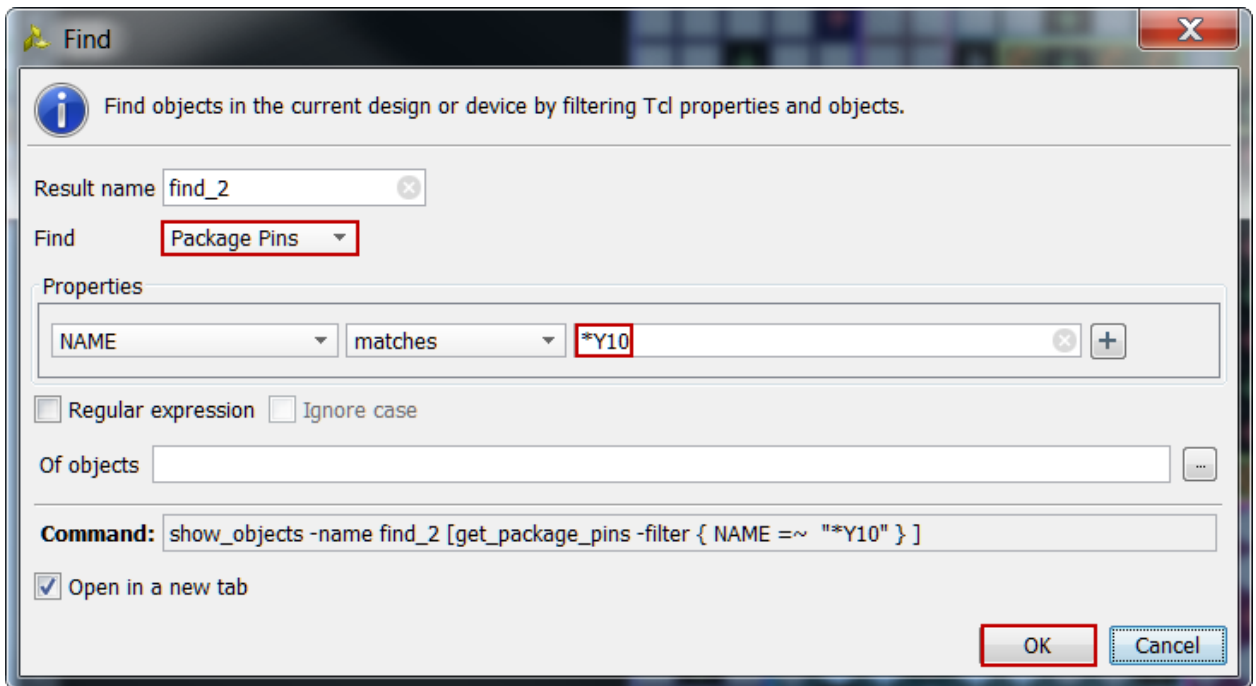 Find
Find objects in the current design or device by filtering Tcl properties and objects.
Result name find_2
Find Package Pins
Properties
NAME matches *Y10
Regular expression Ignore case
Of objects ...
Command: show_objects -name find_2 [get_package_pins -filter { NAME =~ "*Y10" } ]
Open in a new tab
OK Cancel